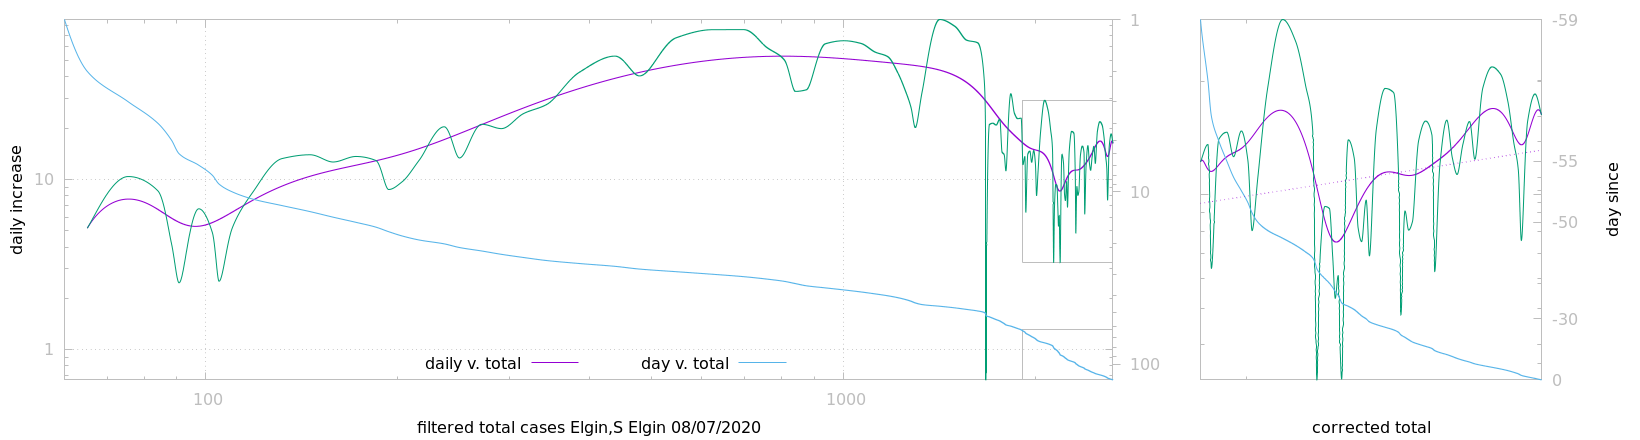 daily increase
10
1
100
1000
1
10
100
daily v. total
day v. total
filtered total cases Elgin,S Elgin 08/07/2020
-59
-55
-50
-30
0
day since
corrected total